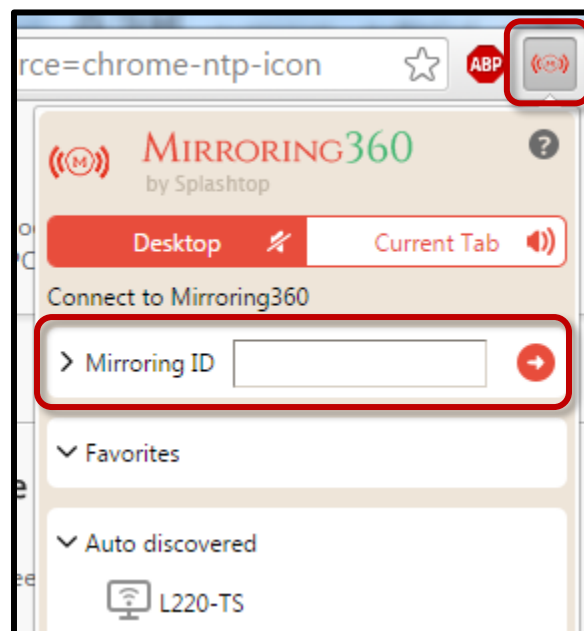 rce=chrome-ntp-icon ABP ((M))
((M)) MIRRORING360 ?
by Splashtop
Desktop Current Tab
Connect to Mirroring360
Mirroring ID
Favorites
Auto discovered
L220-TS